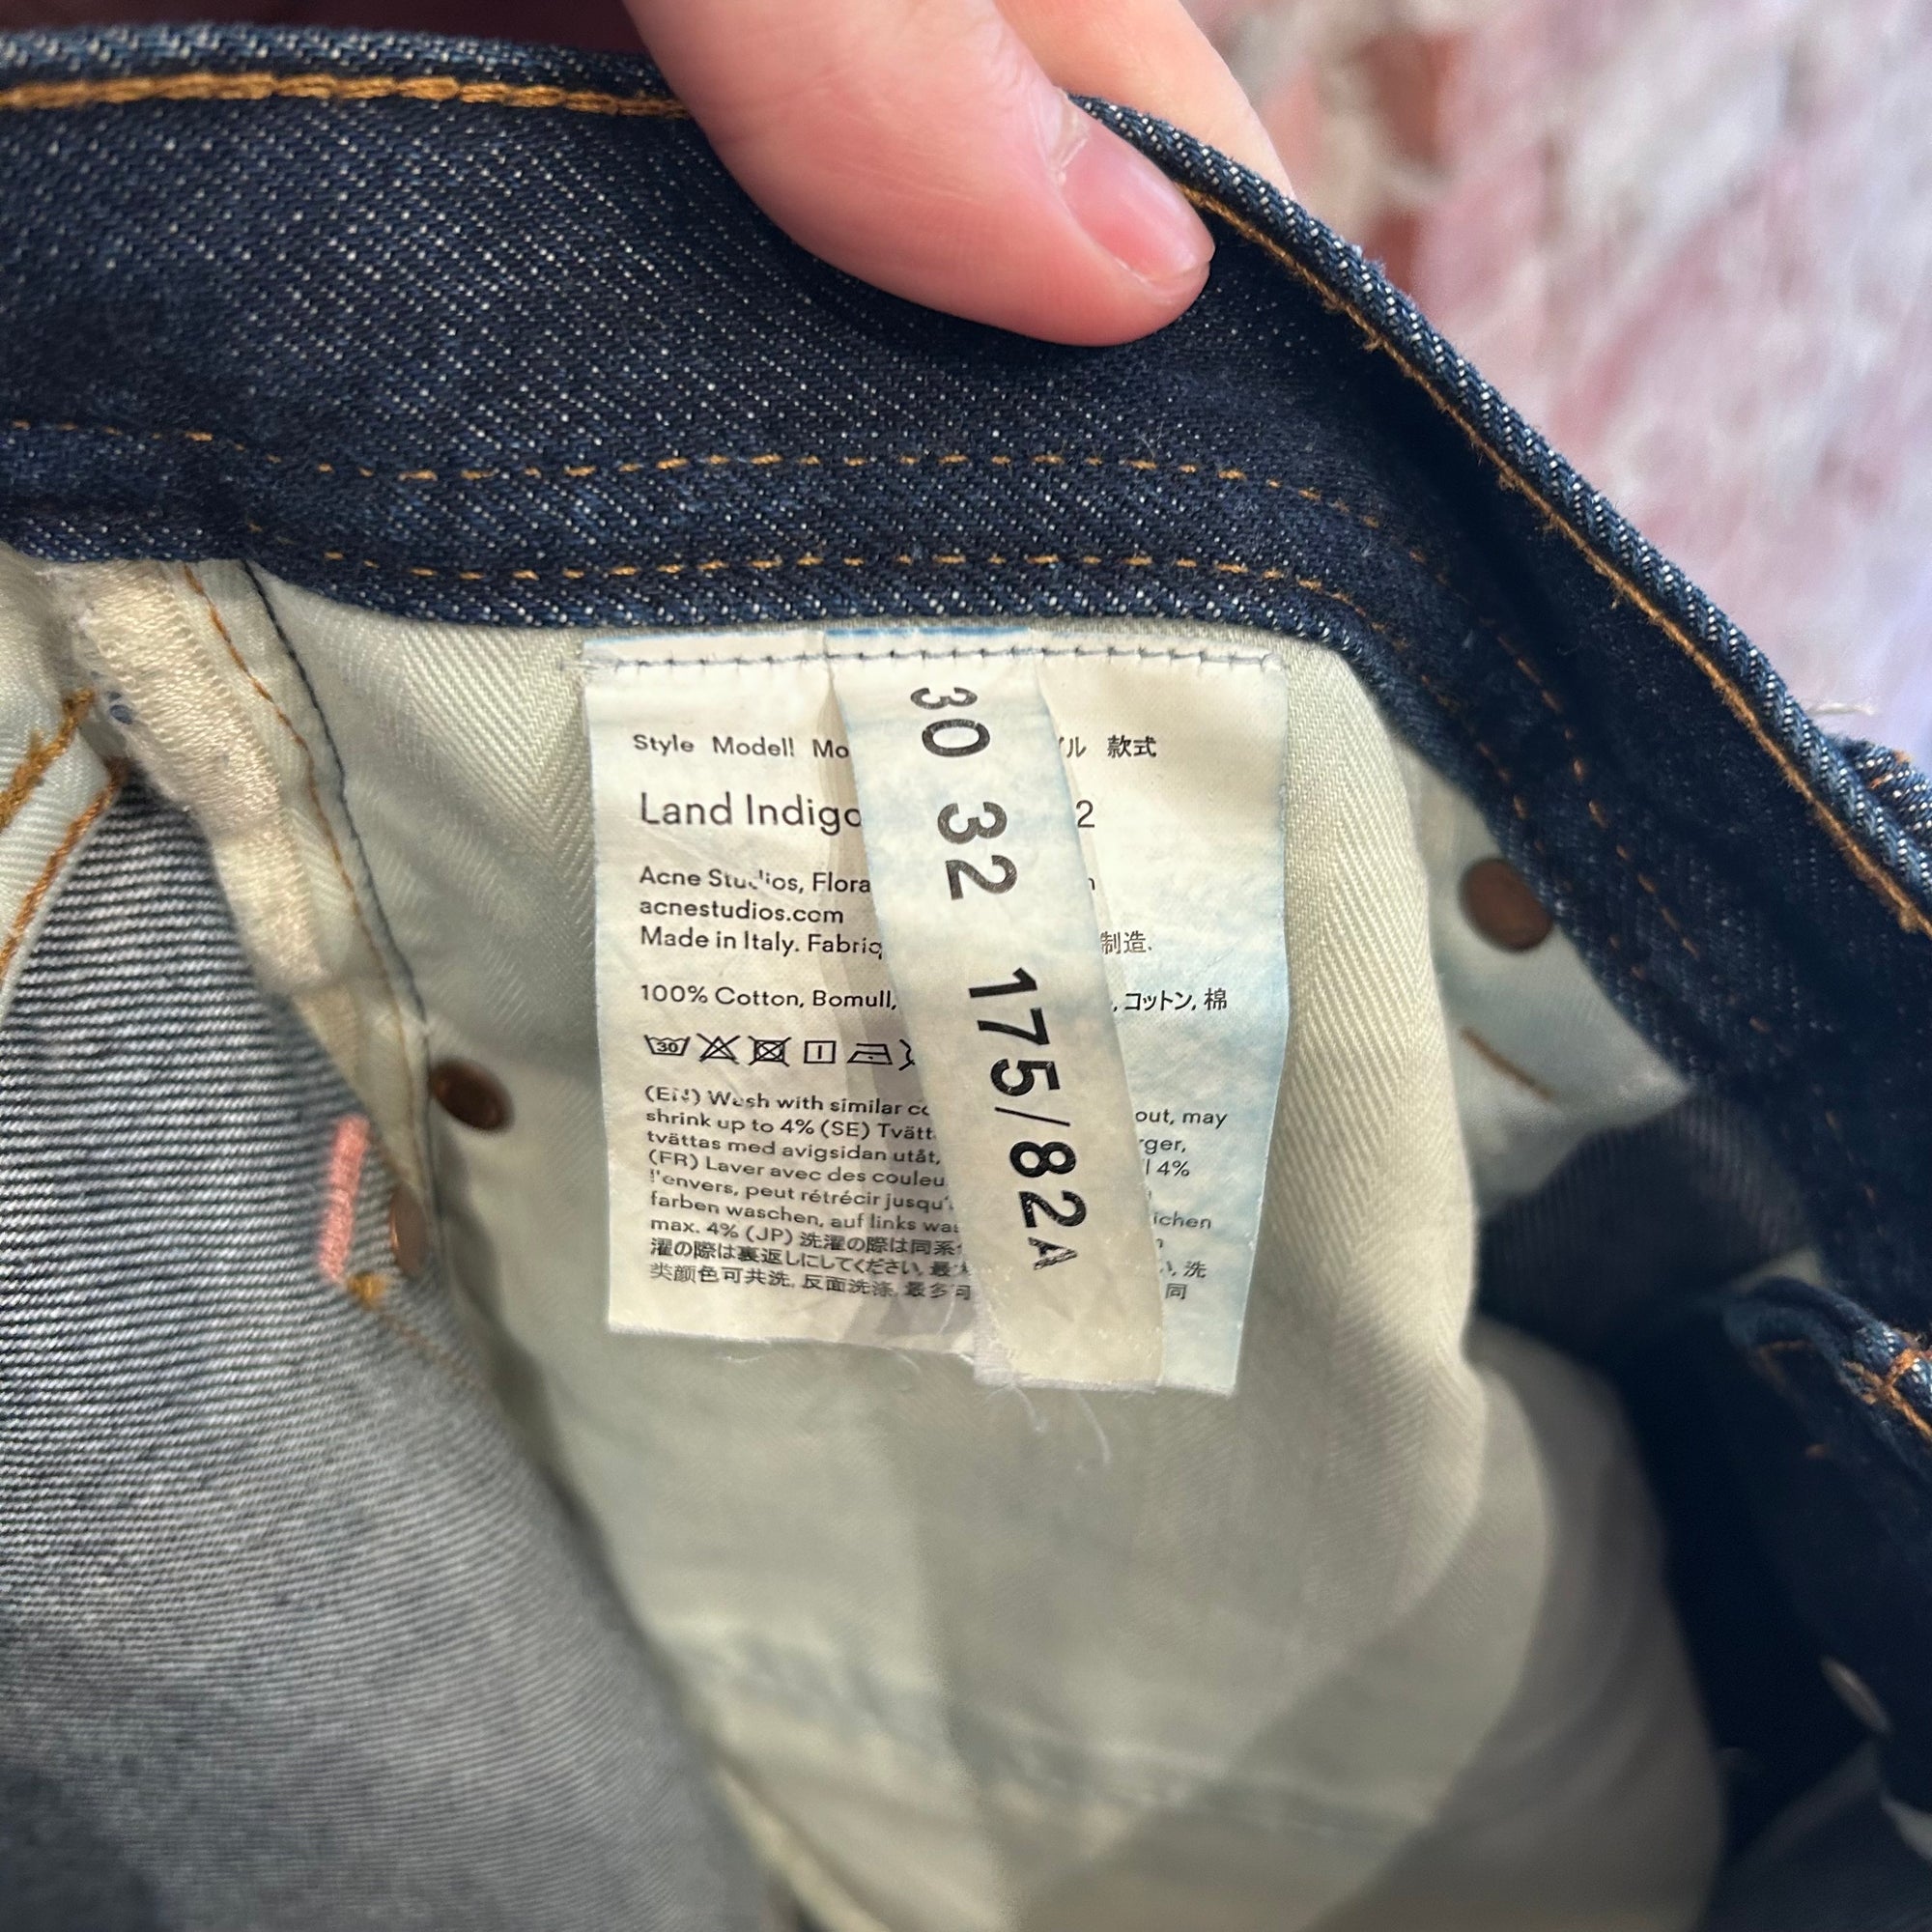 30 32 175/82A
Style Modell Mo ル 款式
Land Indigo 2
Acne Studios, Flora
acnestudios.com
Made in Italy. Fabriq 制造.
100% Cotton, Bomull, , コットン, 棉
30
(EN) Wash with similar co out, may
shrink up to 4% (SE) Tvätt rger,
tvättas med avigsidan utåt, 4%
(FR) Laver avec des couleu
l'envers, peut rétrécir jusqu'
farben waschen, auf links was ichen
max. 4% (JP) 洗濯の際は同系
濯の際は裏返しにしてください, 最 , 洗
类颜色可共洗, 反面洗涤, 最多可 同